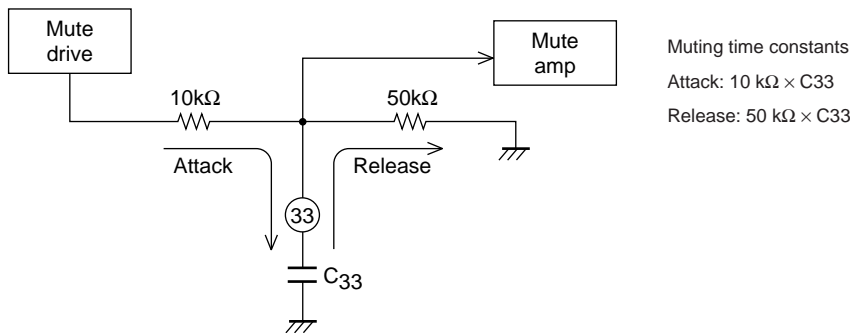 Mute
drive
Mute
amp
Muting time constants
Attack: 10 kΩ × C33
Release: 50 kΩ × C33
10kΩ
50kΩ
Attack
Release
33
C33